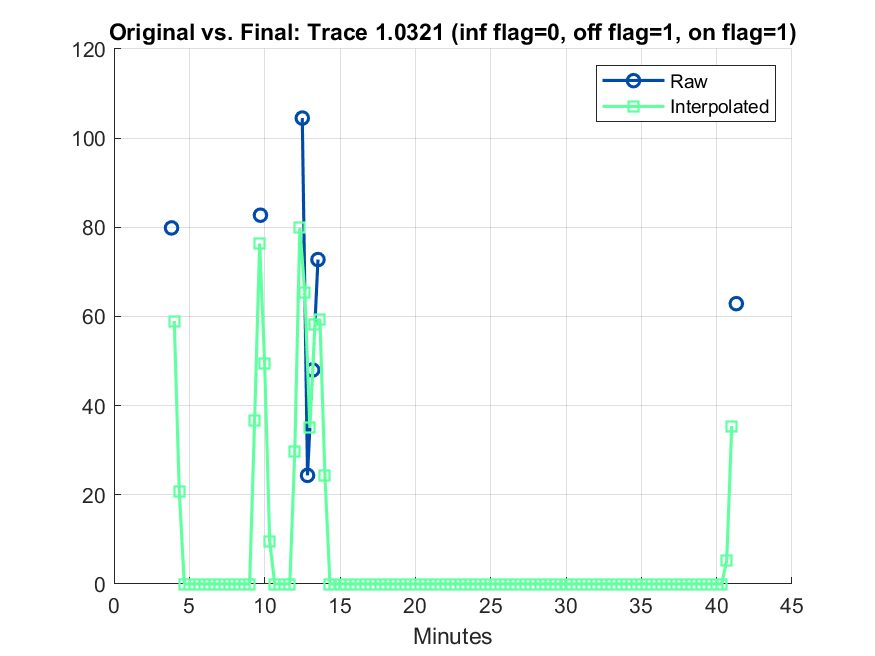 Original vs. Final: Trace 1.0321 (inf flag=0, off flag=1, on flag=1)
120
100
80
60
40
20
0
Raw
Interpolated
0 5 10 15 20 25 30 35 40 45
Minutes